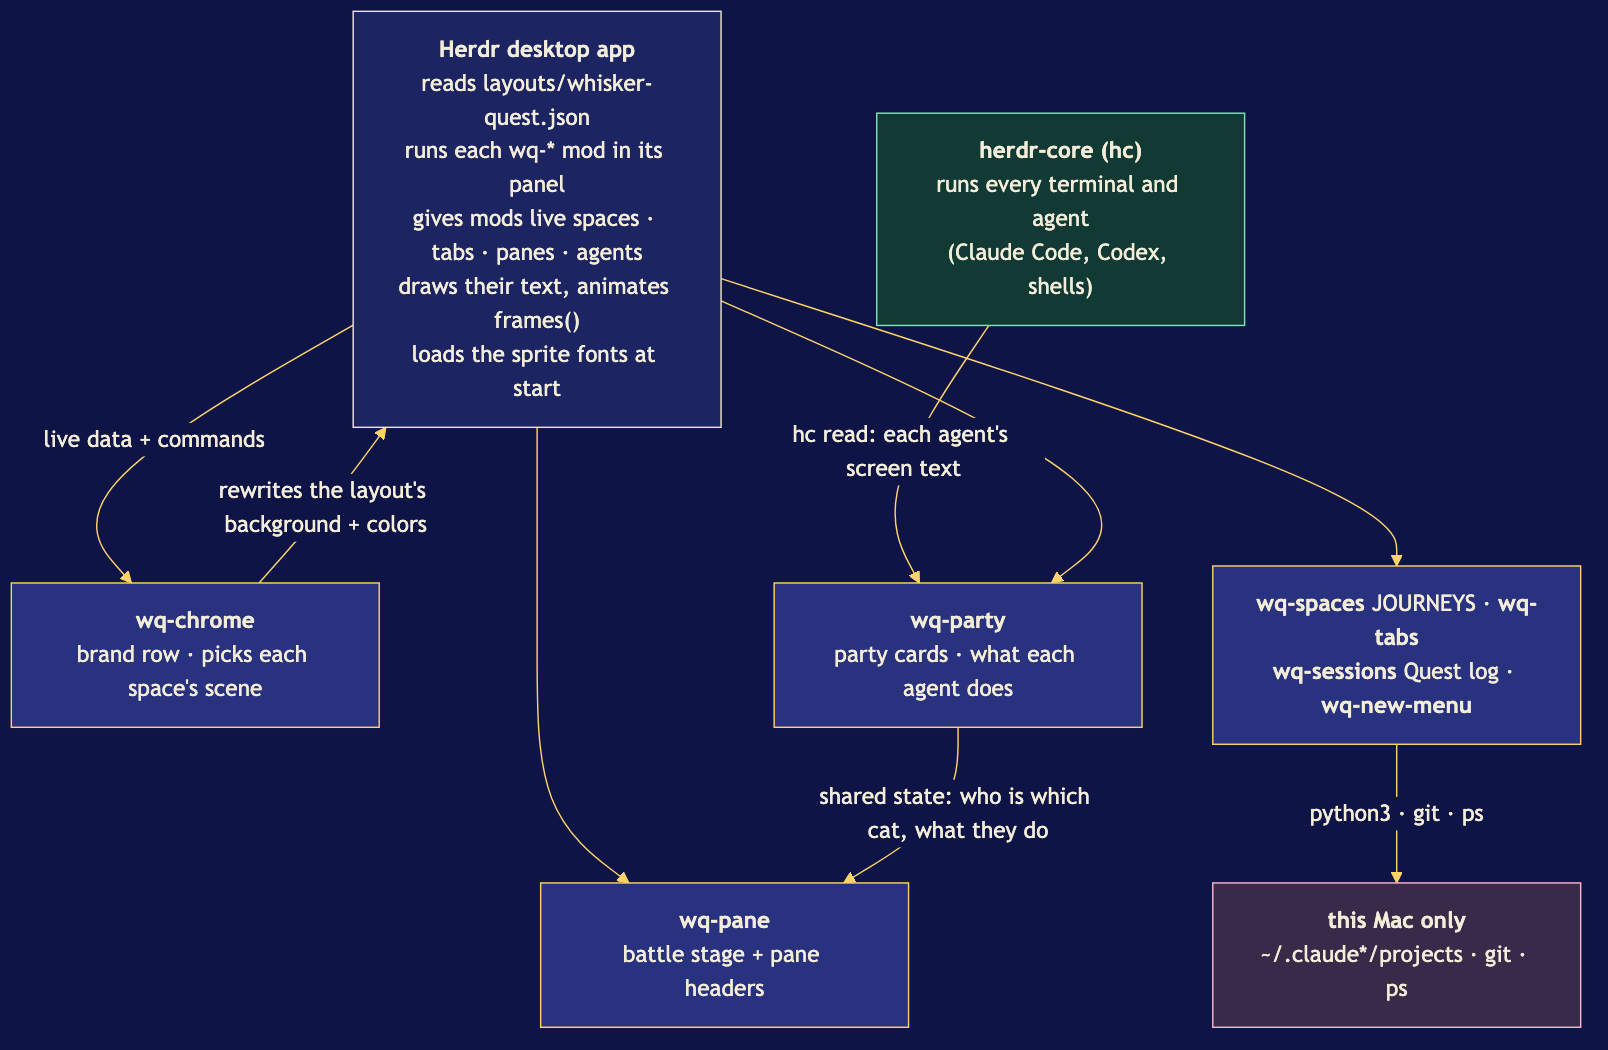 Herdr desktop app
reads layouts/whisker-
quest.json
runs each wq-* mod in its
panel
gives mods live spaces ·
tabs · panes · agents
draws their text, animates
frames()
loads the sprite fonts at
start
herdr-core (hc)
runs every terminal and
agent
(Claude Code, Codex,
shells)
live data + commands
rewrites the layout's
background + colors
hc read: each agent's
screen text
wq-chrome
brand row · picks each
space's scene
wq-party
party cards · what each
agent does
wq-spaces JOURNEYS · wq-
tabs
wq-sessions Quest log ·
wq-new-menu
shared state: who is which
cat, what they do
python3 · git · ps
wq-pane
battle stage + pane
headers
this Mac only
~/.claude*/projects · git ·
ps